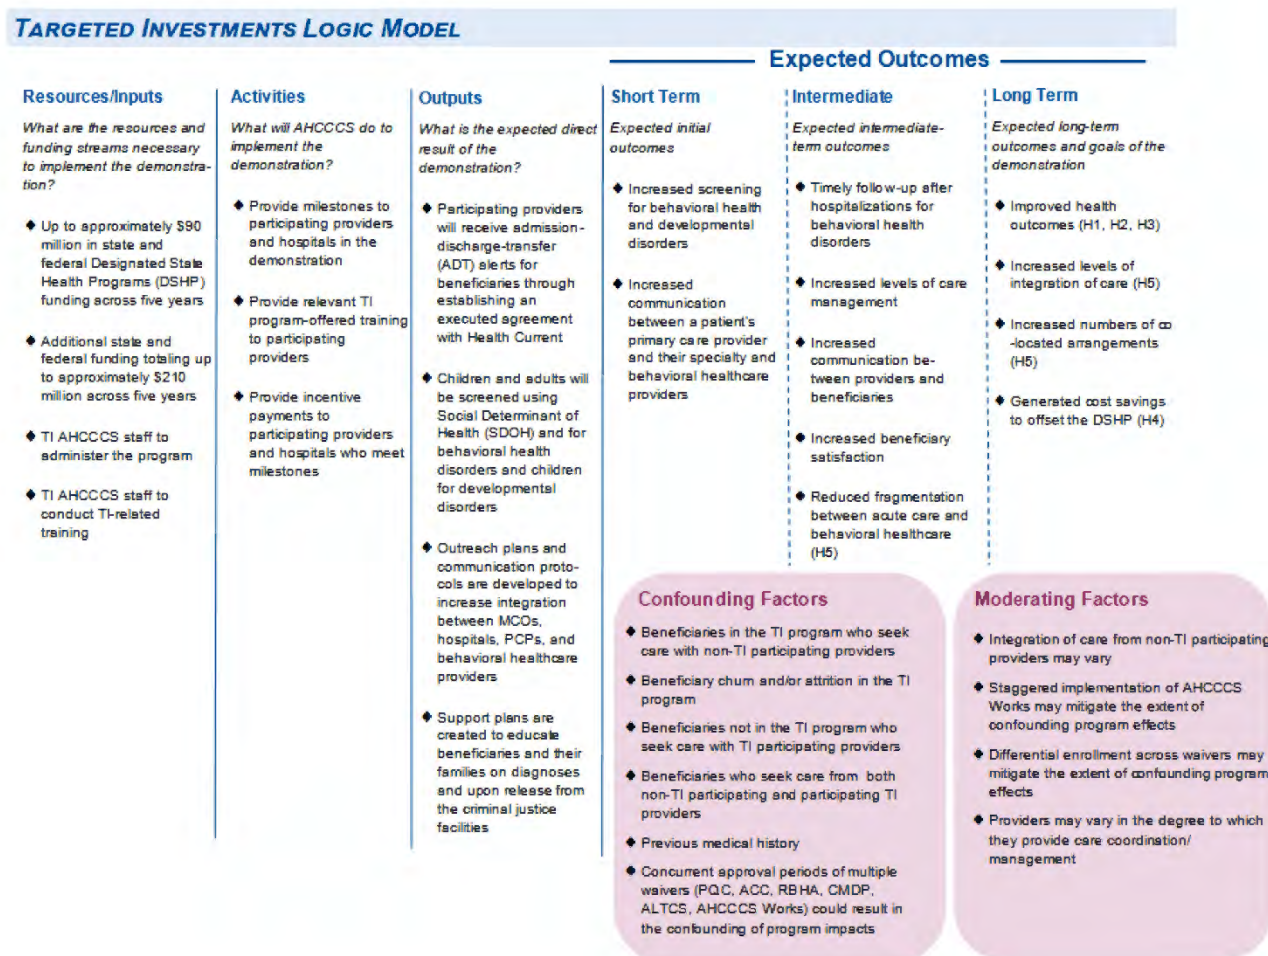 TARGETED INVESTMENTS LOGIC MODEL
Expected Outcomes
Resources/Inputs
What are the resources and
funding streams necessary
to implement the demonstra-
tion?
◆ Up to approximately $90
million in state and
federal Designated State
Health Programs (DSHP)
funding across five years
◆ Additional state and
federal funding totaling up
to approximately $210
million across five years
◆ TI AHCCCS staff to
administer the program
◆ TI AHCCCS staff to
conduct TI-related
training
Activities
What will AHCCCS do to
implement the
demonstration?
◆ Provide milestones to
participating providers
and hospitals in the
demonstration
◆ Provide relevant TI
program-offered training
to participating
providers
◆ Provide incentive
payments to
participating providers
and hospitals who meet
milestones
Outputs
What is the expected direct
result of the
demonstration?
◆ Participating providers
will receive admission-
discharge-transfer
(ADT) alerts for
beneficiaries through
establishing an
executed agreement
with Health Current
◆ Children and adults will
be screened using
Social Determinant of
Health (SDOH) and for
behavioral health
disorders and children
for developmental
disorders
◆ Outreach plans and
communication proto-
cols are developed to
increase integration
between MCOs,
hospitals, PCPs, and
behavioral healthcare
providers
◆ Support plans are
created to educate
beneficiaries and their
families on diagnoses
and upon release from
the criminal justice
facilities
Short Term
Expected initial
outcomes
◆ Increased screening
for behavioral health
and developmental
disorders
◆ Increased
communication
between a patient's
primary care provider
and their specialty and
behavioral healthcare
providers
Intermediate
Expected intermediate-
term outcomes
◆ Timely follow-up after
hospitalizations for
behavioral health
disorders
◆ Increased levels of care
management
◆ Increased
communication be-
tween providers and
beneficiaries
◆ Increased beneficiary
satisfaction
◆ Reduced fragmentation
between acute care and
behavioral healthcare
(H5)
Long Term
Expected long-term
outcomes and goals of the
demonstration
◆ Improved health
outcomes (H1, H2, H3)
◆ Increased levels of
integration of care (H5)
◆ Increased numbers of co
-located arrangements
(H5)
◆ Generated cost savings
to offset the DSHP (H4)
Confounding Factors
◆ Beneficiaries in the TI program who seek
care with non-TI participating providers
◆ Beneficiary churn and/or attrition in the TI
program
◆ Beneficiaries not in the TI program who
seek care with TI participating providers
◆ Beneficiaries who seek care from both
non-TI participating and participating TI
providers
◆ Previous medical history
◆ Concurrent approval periods of multiple
waivers (PQC, ACC, RBHA, CMDP,
ALTCS, AHCCCS Works) could result in
the confounding of program impacts
Moderating Factors
◆ Integration of care from non-TI participating
providers may vary
◆ Staggered implementation of AHCCCS
Works may mitigate the extent of
confounding program effects
◆ Differential enrollment across waivers may
mitigate the extent of confounding program
effects
◆ Providers may vary in the degree to which
they provide care coordination/
management